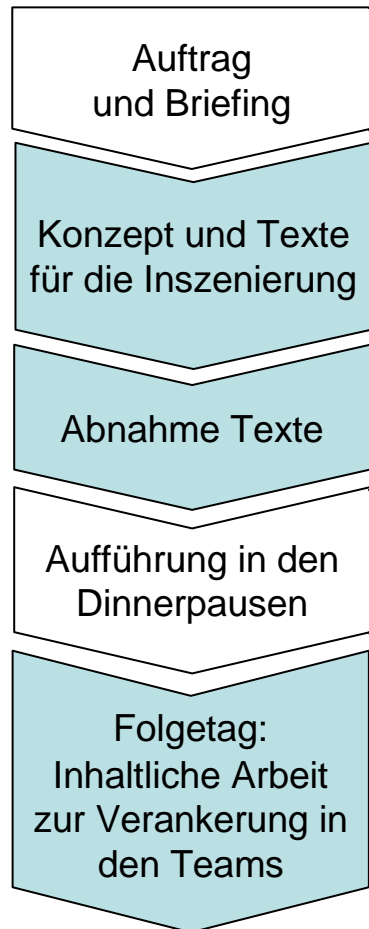 Auftrag
und Briefing
Konzept und Texte
für die Inszenierung
Abnahme Texte
Aufführung in den
Dinnerpausen
Folgetag:
Inhaltliche Arbeit
zur Verankerung in
den Teams